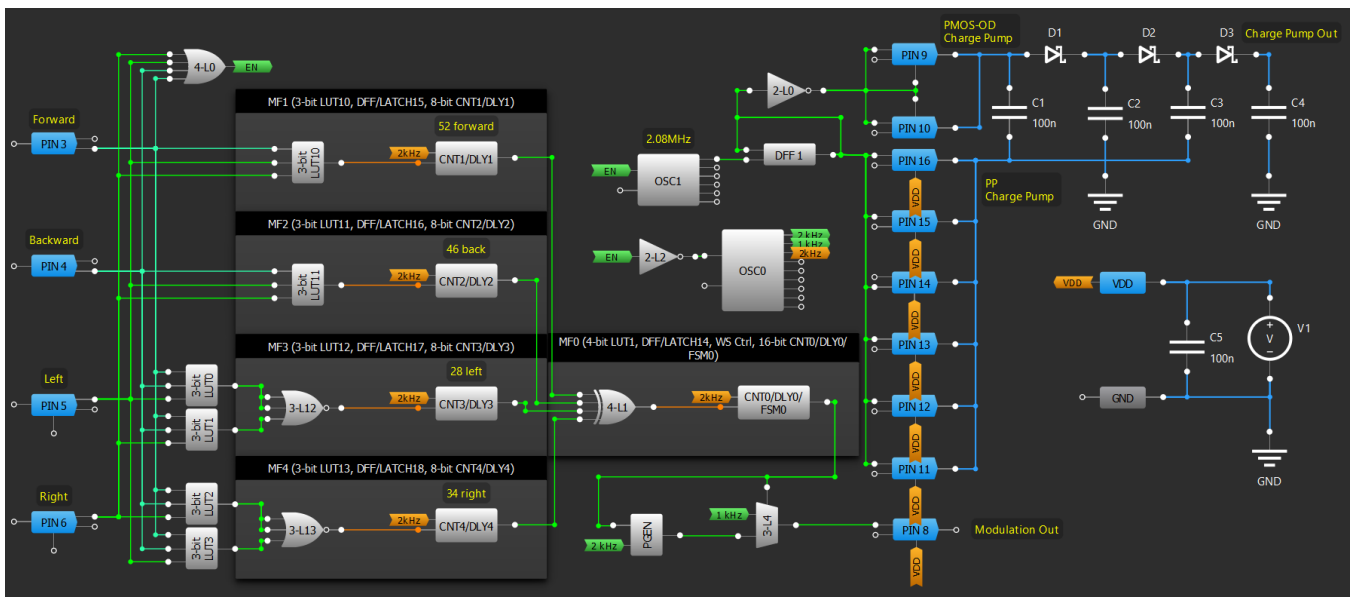 PMOS-OD
Charge Pump
D1
D2
D3
Charge Pump Out
4-L0
EN
PIN 9
MF1 (3-bit LUT10, DFF/LATCH15, 8-bit CNT1/DLY1)
2-L0
C1
100n
C2
100n
C3
100n
C4
100n
Forward
PIN 3
52 forward
2kHz
CNT1/DLY1
3-bit
LUT10
2.08MHz
PIN 10
EN
OSC1
DFF 1
PIN 16
VDD
PP
Charge Pump
GND
GND
MF2 (3-bit LUT11, DFF/LATCH16, 8-bit CNT2/DLY2)
PIN 15
VDD
Backward
PIN 4
46 back
2kHz
CNT2/DLY2
3-bit
LUT11
EN
2-L2
OSC0
2 kHz
1 kHz
2kHz
PIN 14
VDD
VDD
VDD
C5
100n
V1
+
V
−
MF3 (3-bit LUT12, DFF/LATCH17, 8-bit CNT3/DLY3)
MF0 (4-bit LUT1, DFF/LATCH14, WS Ctrl, 16-bit CNT0/DLY0/
FSM0)
PIN 13
VDD
Left
PIN 5
3-bit
LUT0
3-bit
LUT1
3-L12
28 left
2kHz
CNT3/DLY3
4-L1
2kHz
CNT0/DLY0/
FSM0
PIN 12
VDD
GND
GND
MF4 (3-bit LUT13, DFF/LATCH18, 8-bit CNT4/DLY4)
PIN 11
VDD
Right
PIN 6
3-bit
LUT2
3-bit
LUT3
3-L13
34 right
2kHz
CNT4/DLY4
PGEN
2 kHz
1 kHz
3-L4
PIN 8
Modulation Out
VDD